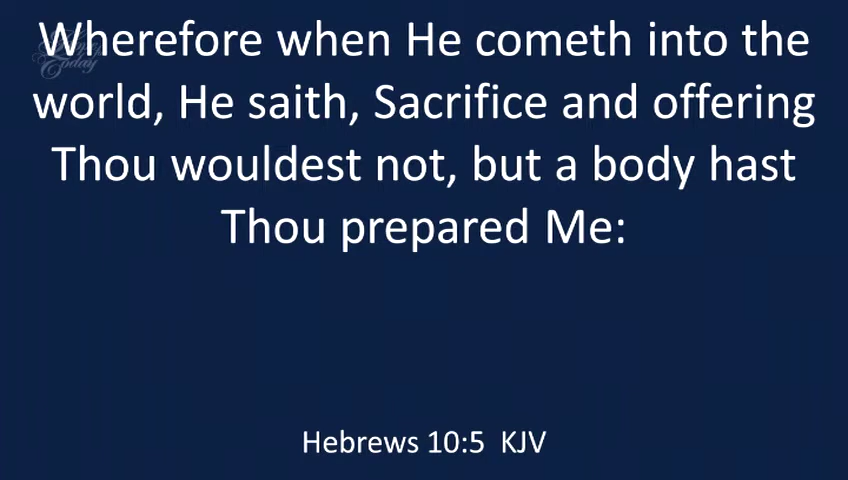 Wherefore when He cometh into the
world, He saith, Sacrifice and offering
Thou wouldest not, but a body hast
Thou prepared Me:
Hebrews 10:5 KJV